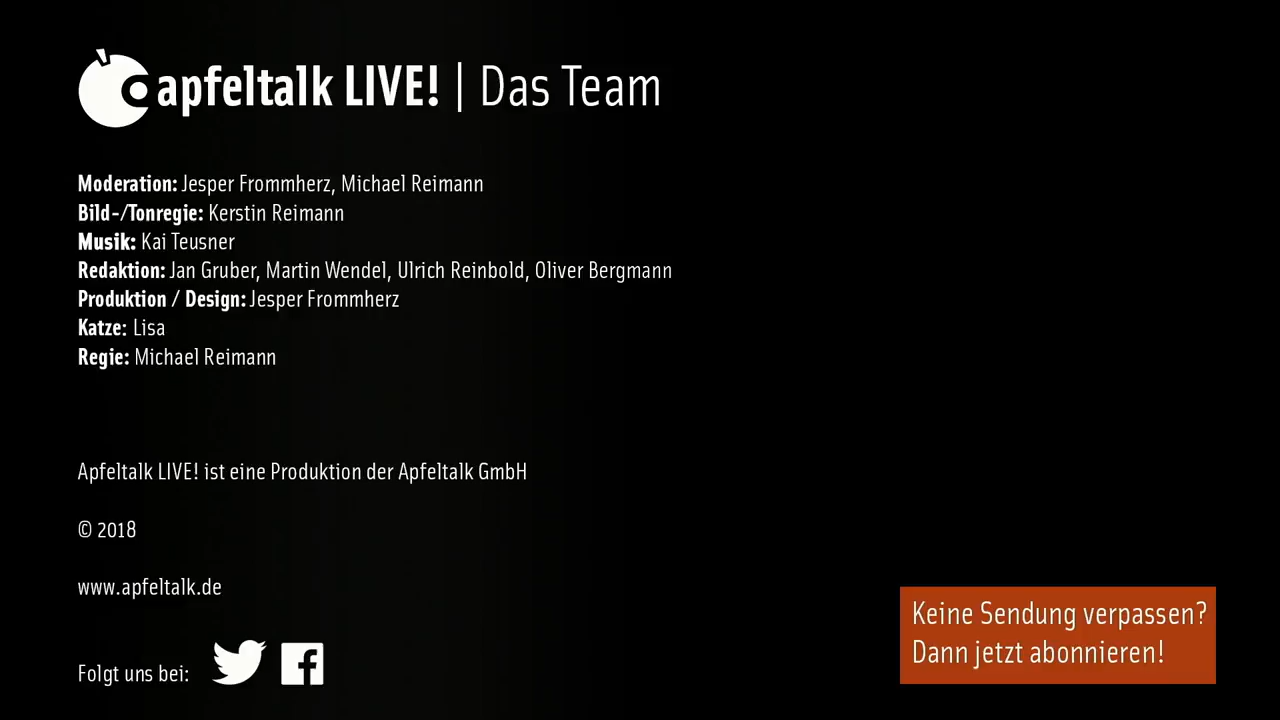 apfeltalk LIVE! | Das Team
Moderation: Jesper Frommherz, Michael Reimann
Bild-/Tonregie: Kerstin Reimann
Musik: Kai Teusner
Redaktion: Jan Gruber, Martin Wendel, Ulrich Reinbold, Oliver Bergmann
Produktion / Design: Jesper Frommherz
Katze: Lisa
Regie: Michael Reimann
Apfeltalk LIVE! ist eine Produktion der Apfeltalk GmbH
© 2018
www.apfeltalk.de
Folgt uns bei:
Keine Sendung verpassen?
Dann jetzt abonnieren!